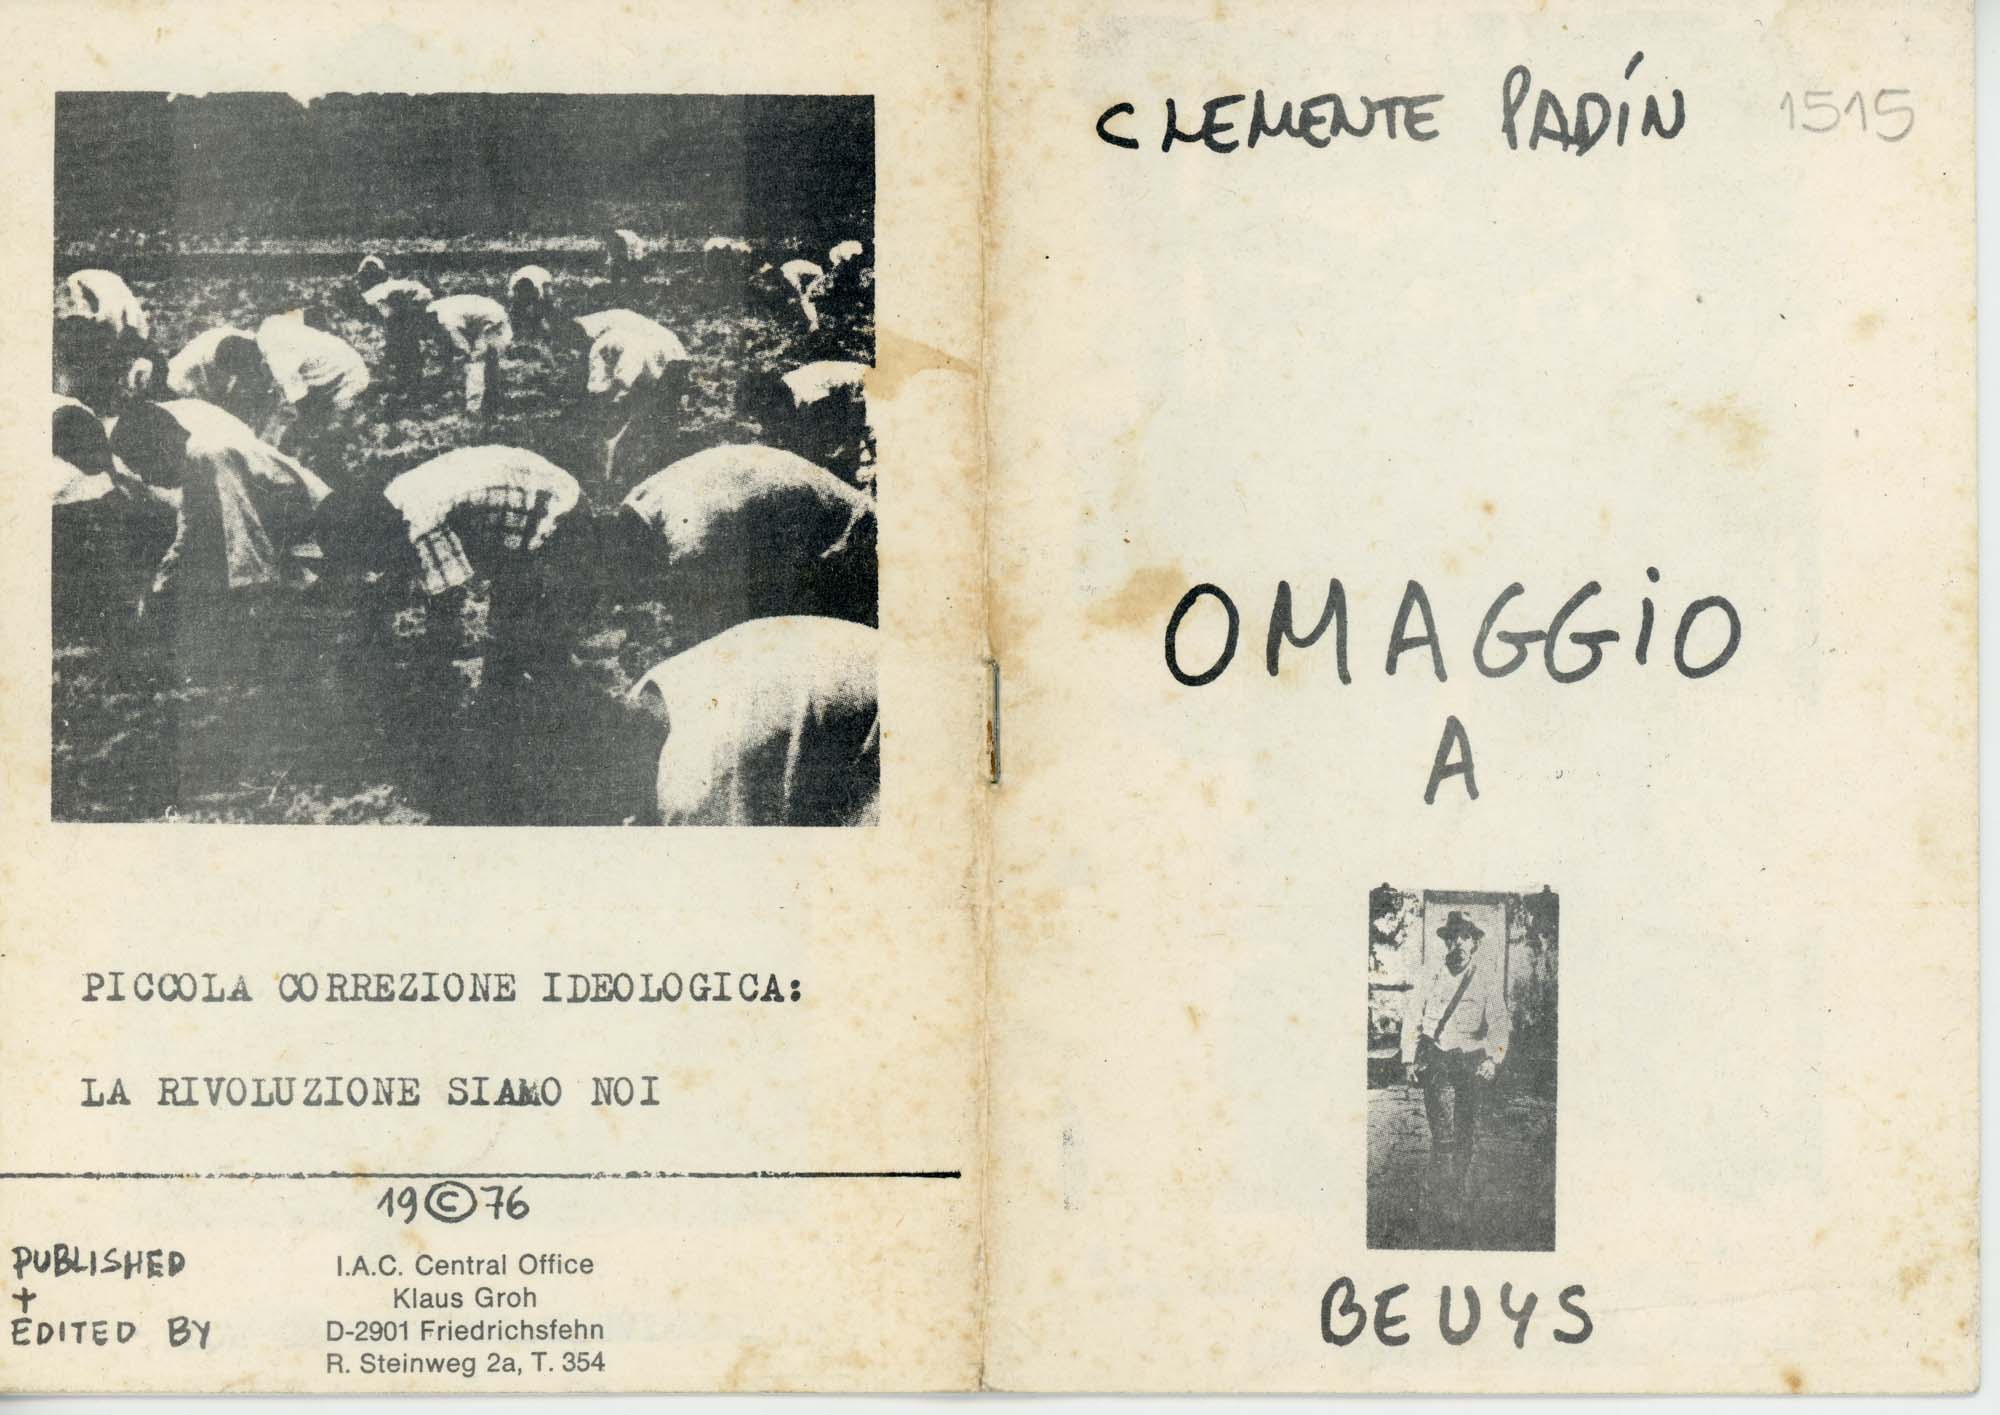 PICCOLA CORREZIONE IDEOLOGICA:
LA RIVOLUZIONE SIAMO NOI
19©76
PUBLISHED
+
EDITED BY
I.A.C. Central Office
Klaus Groh
D-2901 Friedrichsfehn
R. Steinweg 2a, T. 354
CLEMENTE PADÍN
1515
OMAGGiO
A
BEUYS